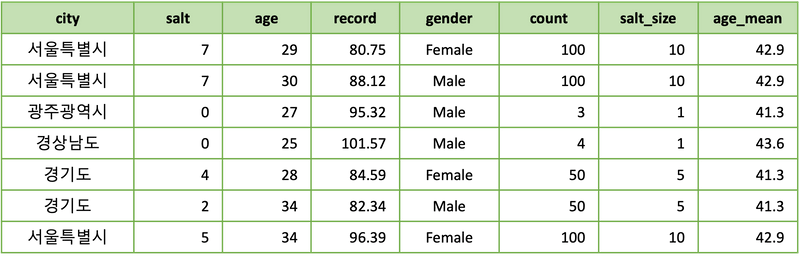 city salt age record gender count salt_size age_mean
서울특별시 7 29 80.75 Female 100 10 42.9
서울특별시 7 30 88.12 Male 100 10 42.9
광주광역시 0 27 95.32 Male 3 1 41.3
경상남도 0 25 101.57 Male 4 1 43.6
경기도 4 28 84.59 Female 50 5 41.3
경기도 2 34 82.34 Male 50 5 41.3
서울특별시 5 34 96.39 Female 100 10 42.9